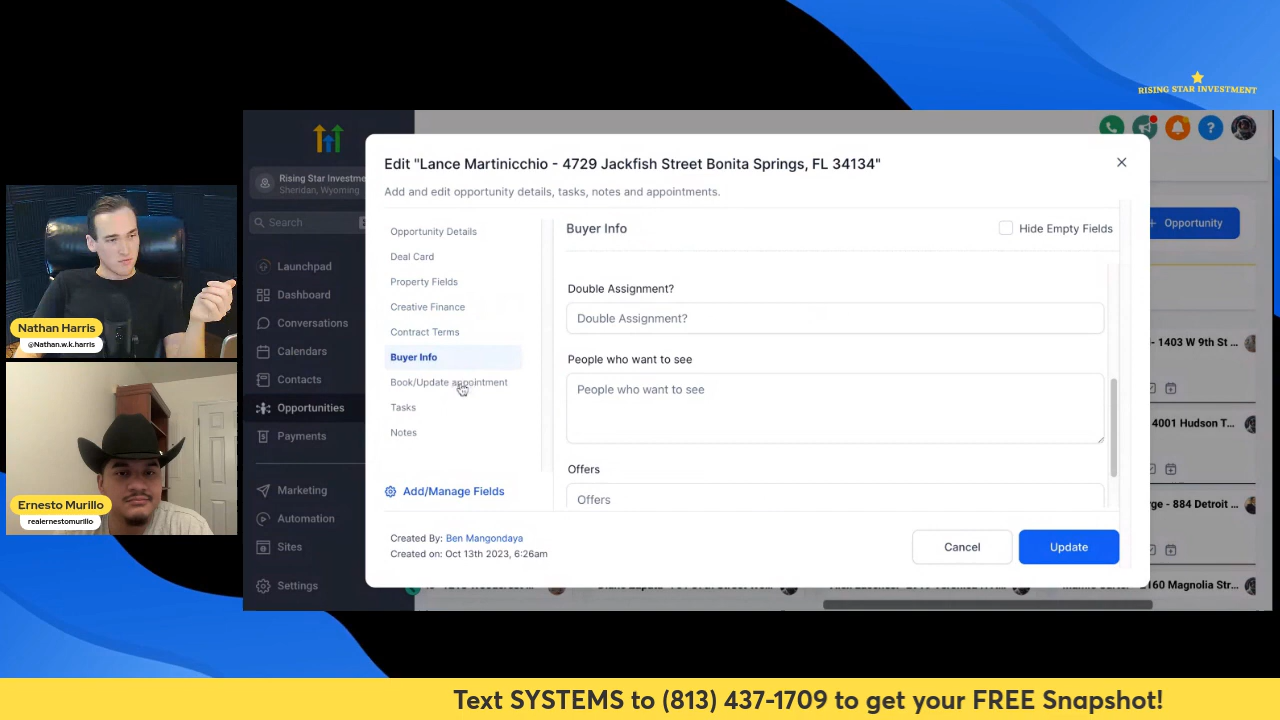 RISING STAR INVESTMENT
Rising Star Investme
Sheridan, Wyoming
Search
Launchpad
Dashboard
Conversations
Calendars
Contacts
Opportunities
Payments
Marketing
Automation
Sites
Settings
Edit "Lance Martinicchio - 4729 Jackfish Street Bonita Springs, FL 34134"
Add and edit opportunity details, tasks, notes and appointments.
Opportunity Details
Deal Card
Property Fields
Creative Finance
Contract Terms
Buyer Info
Book/Update appointment
Tasks
Notes
Add/Manage Fields
Buyer Info
Hide Empty Fields
Double Assignment?
Double Assignment?
People who want to see
People who want to see
Offers
Offers
Created By: Ben Mangondaya
Created on: Oct 13th 2023, 6:26am
Cancel
Update
?
Opportunity
- 1403 W 9th St ...
4001 Hudson T...
rge - 884 Detroit ...
160 Magnolia Str...
Nathan Harris
@Nathan.w.k.harris
Ernesto Murillo
realernestomurillo
Text SYSTEMS to (813) 437-1709 to get your FREE Snapshot!